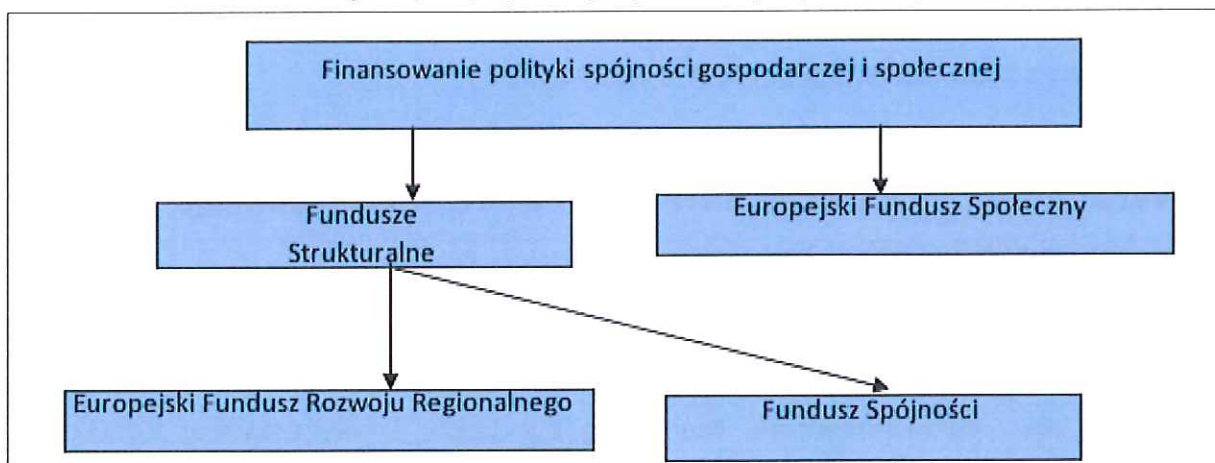 Finansowanie polityki spójności gospodarczej i społecznej
Fundusze
Strukturalne
Europejski Fundusz Społeczny
Europejski Fundusz Rozwoju Regionalnego
Fundusz Spójności